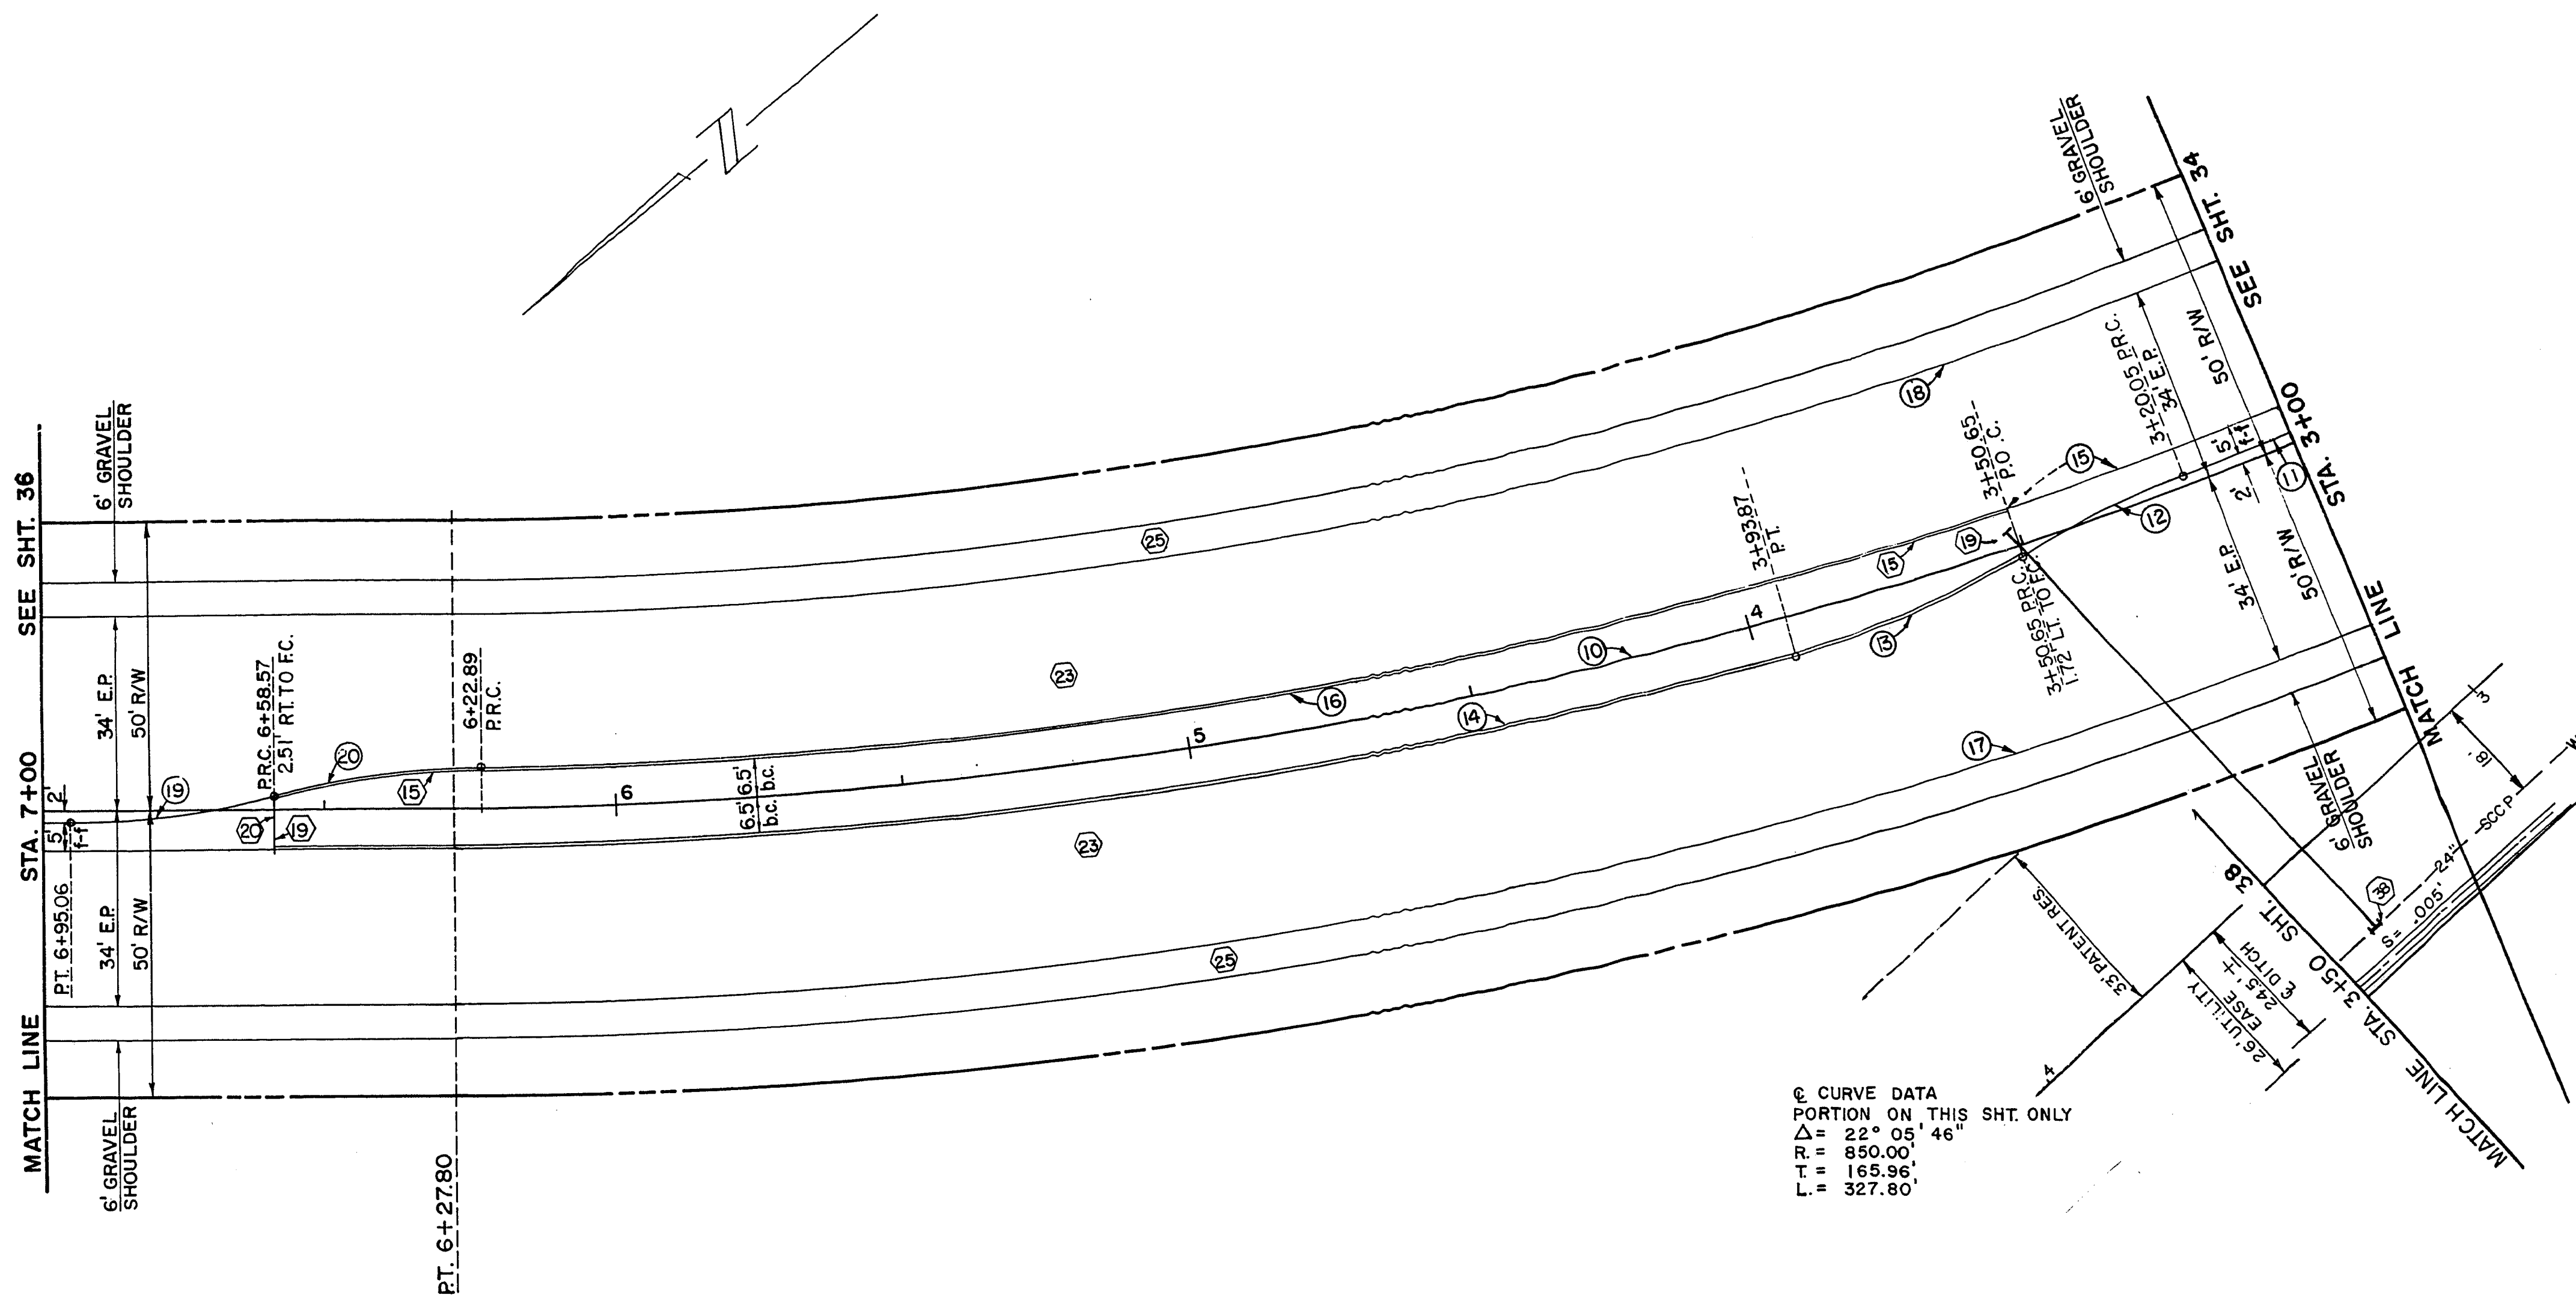 N
MATCH LINE STA. 7+00 SEE SHT. 36
6' GRAVEL
SHOULDER
34' E.P.
50' R/W
2'
5'
f-f
P.T. 6+95.06
34' E.P.
50' R/W
6' GRAVEL
SHOULDER
19
P.R.C. 6+58.57
2.51' RT. TO F.C.
20
15
20
19
6+22.89
P.R.C.
P.T. 6+27.80
6
6.5' 6.5'
b.c. b.c.
25
23
23
25
5
16
14
10
4
3+93.87
P.T.
13
15
19
3+50.65
P.O.C.
15
3+50.65 P.R.C.
1.72' LT. TO F.C.
12
18
17
3+20.05 P.R.C.
34' E.P.
50' R/W
6' GRAVEL
SHOULDER
5'
f-f
2'
11
34' E.P.
50' R/W
6' GRAVEL
SHOULDER
MATCH LINE STA. 3+00 SEE SHT. 34
3
18'
SCCP
24"
S= .005'
38
33' PATENT RES.
24.5' ±
℄ DITCH
26' UTILITY
EASE
4
MATCH LINE STA. 3+50 SHT. 38
℄ CURVE DATA
PORTION ON THIS SHT. ONLY
Δ= 22° 05' 46"
R.= 850.00'
T.= 165.96'
L.= 327.80'